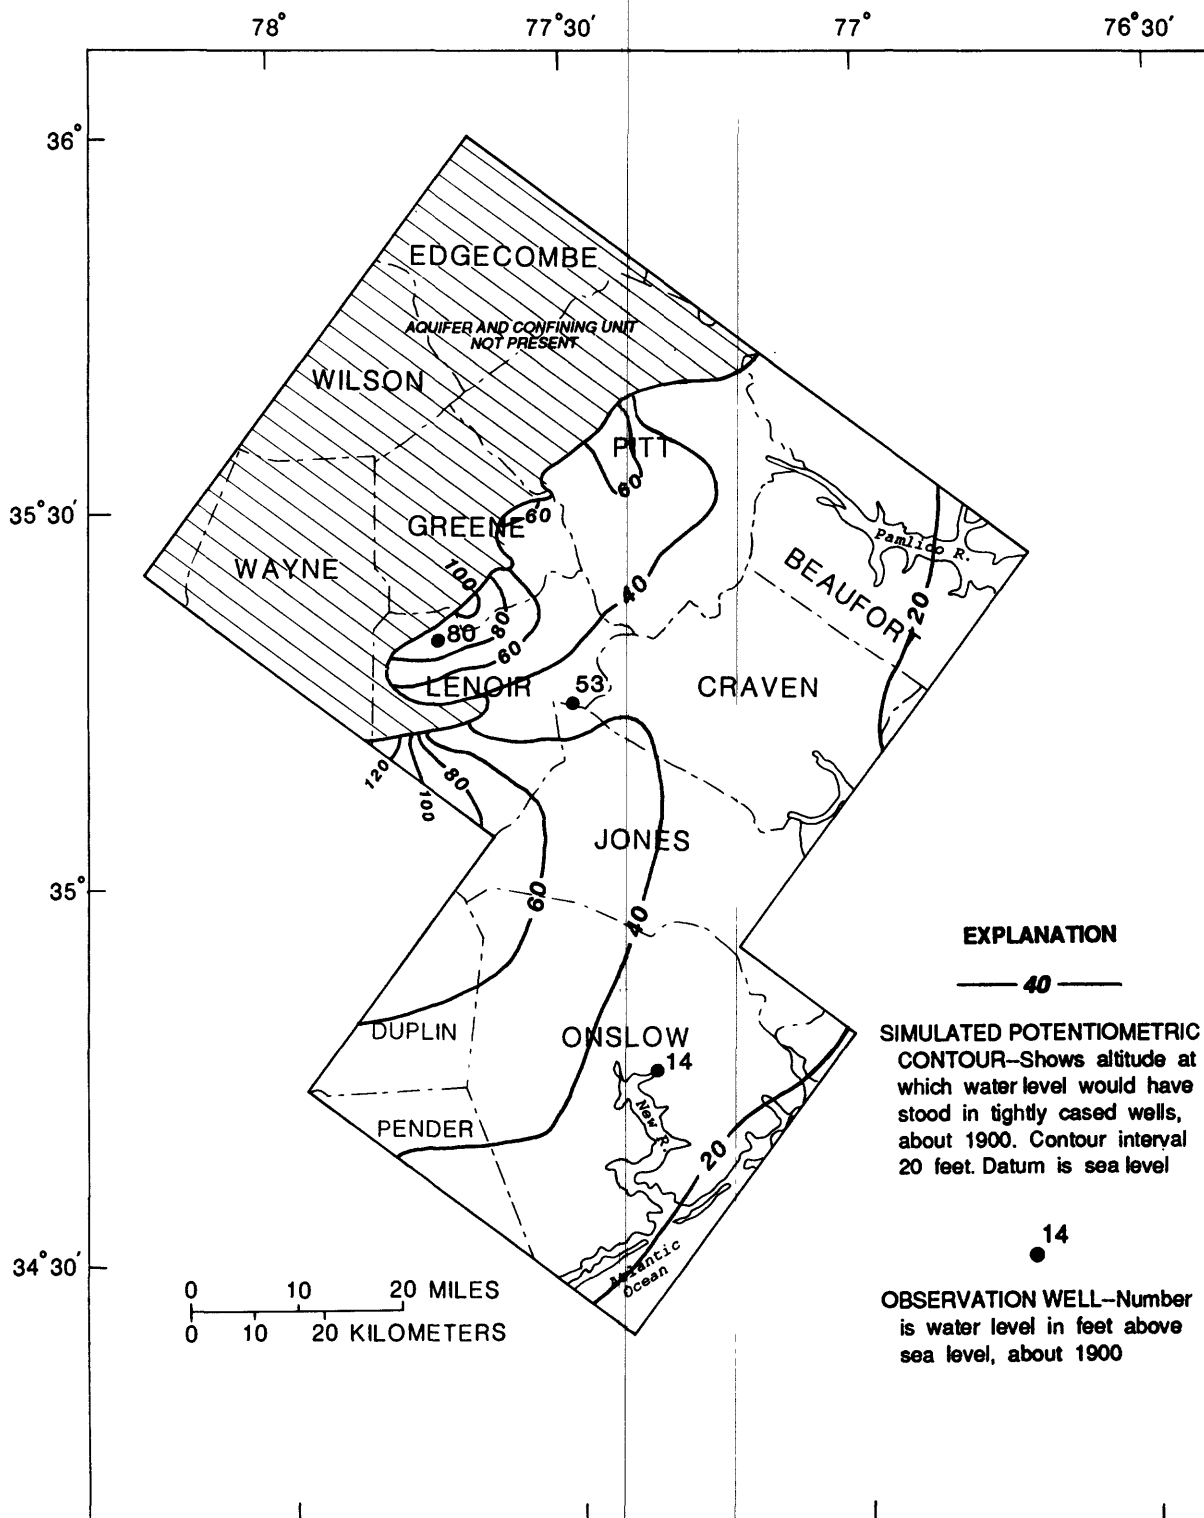 78° 77°30′ 77° 76°30′
36°
EDGECOMBE
AQUIFER AND CONFINING UNIT
NOT PRESENT
WILSON
PITT
60
35°30′
60
GREENE
Pamlico R.
WAYNE
100
BEAUFORT
40
20
80
80
60
LENOIR
53
CRAVEN
120
100
80
JONES
35°
60
40
DUPLIN
ONSLOW
14
New R.
PENDER
20
Atlantic
Ocean
34°30′
0 10 20 MILES
0 10 20 KILOMETERS
EXPLANATION
40
SIMULATED POTENTIOMETRIC
CONTOUR—Shows altitude at
which water level would have
stood in tightly cased wells,
about 1900. Contour interval
20 feet. Datum is sea level
14
OBSERVATION WELL—Number
is water level in feet above
sea level, about 1900